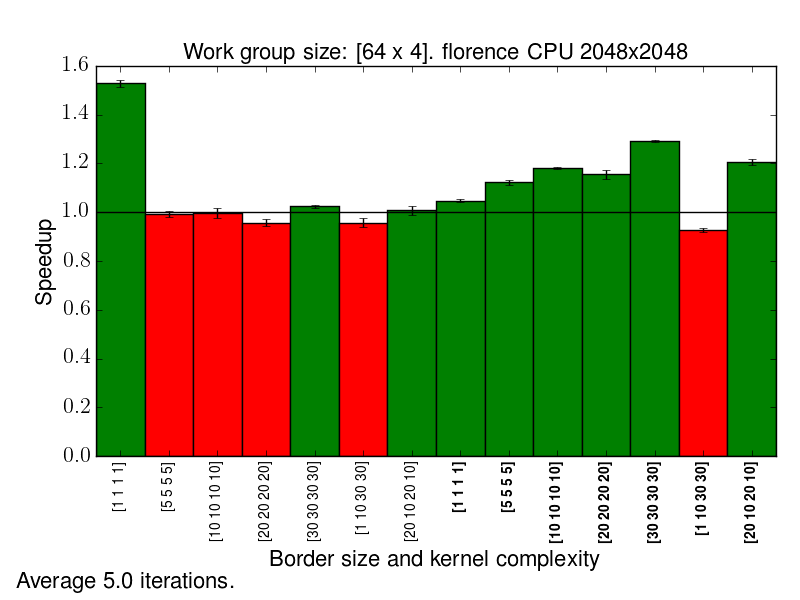 Work group size: [64 x 4]. florence CPU 2048x2048
1.6
1.4
1.2
1.0
0.8
0.6
0.4
0.2
0.0
Speedup
[1 1 1 1]
[5 5 5 5]
[10 10 10 10]
[20 20 20 20]
[30 30 30 30]
[1 10 30 30]
[20 10 20 10]
[1 1 1 1]
[5 5 5 5]
[10 10 10 10]
[20 20 20 20]
[30 30 30 30]
[1 10 30 30]
[20 10 20 10]
Border size and kernel complexity
Average 5.0 iterations.